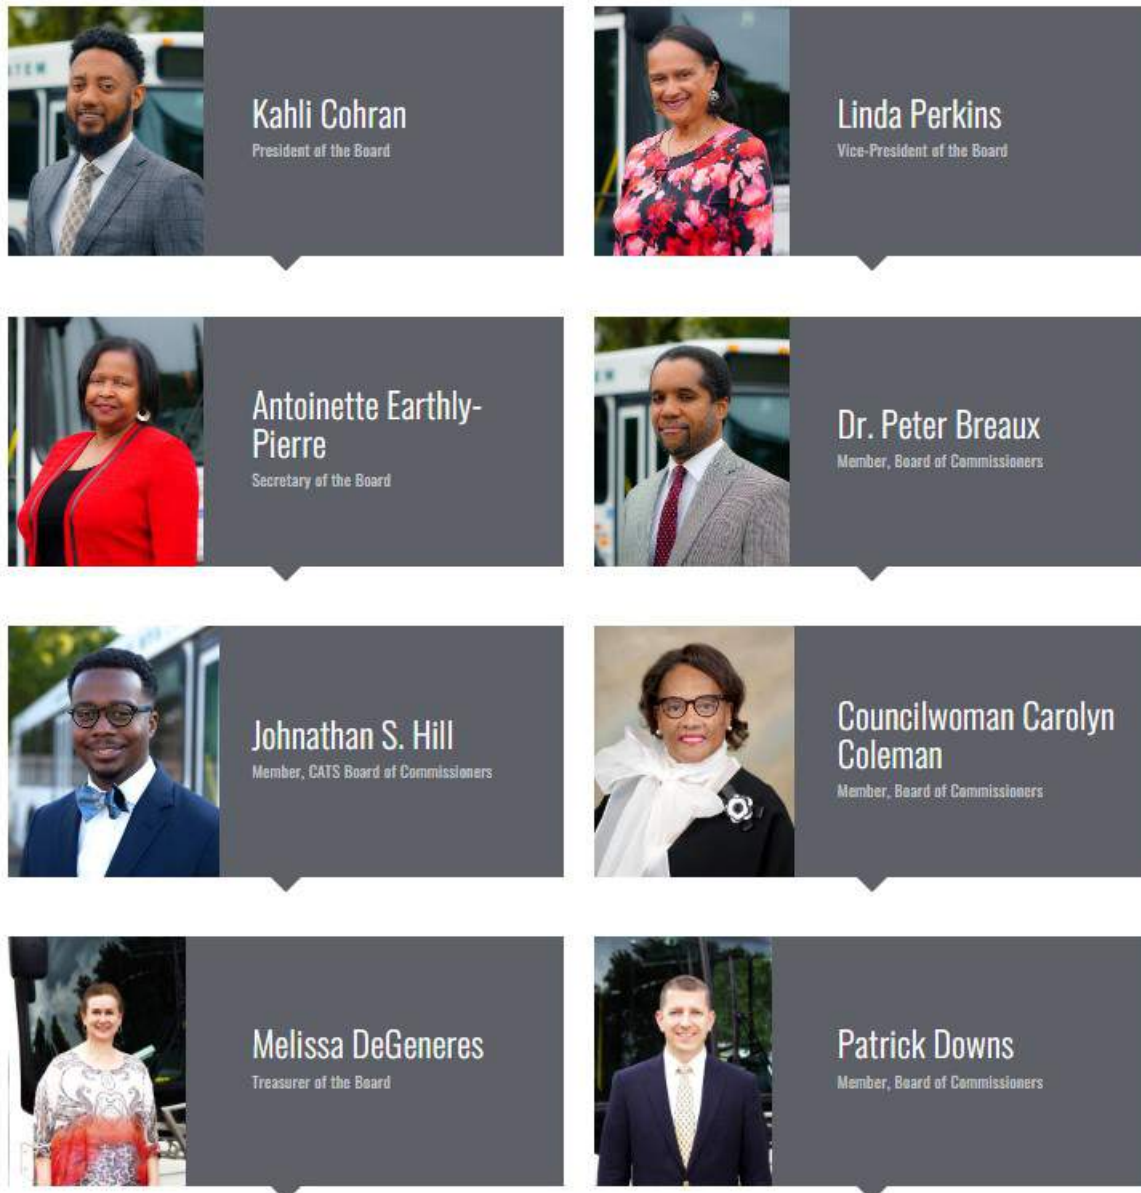 Kahli Cohran
President of the Board
Linda Perkins
Vice-President of the Board
Antoinette Earthly-
Pierre
Secretary of the Board
Dr. Peter Breaux
Member, Board of Commissioners
Johnathan S. Hill
Member, CATS Board of Commissioners
Councilwoman Carolyn
Coleman
Member, Board of Commissioners
Melissa DeGeneres
Treasurer of the Board
Patrick Downs
Member, Board of Commissioners